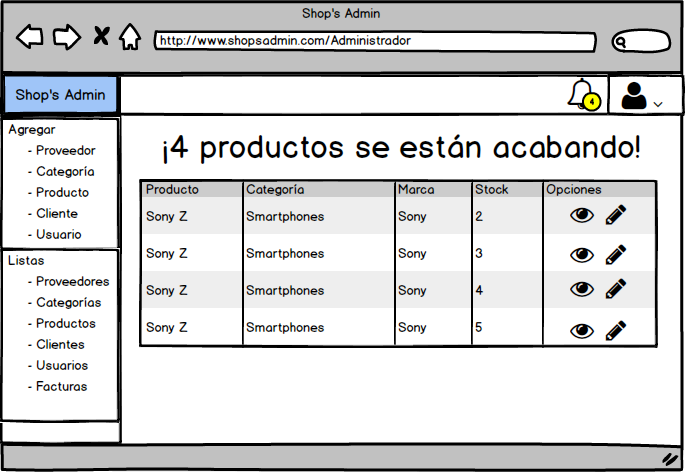 Shop's Admin
http://www.shopsadmin.com/Administrador
Shop's Admin
4
Agregar
- Proveedor
- Categoría
- Producto
- Cliente
- Usuario
Listas
- Proveedores
- Categorías
- Productos
- Clientes
- Usuarios
- Facturas
¡4 productos se están acabando!
Producto Categoría Marca Stock Opciones
Sony Z Smartphones Sony 2
Sony Z Smartphones Sony 3
Sony Z Smartphones Sony 4
Sony Z Smartphones Sony 5